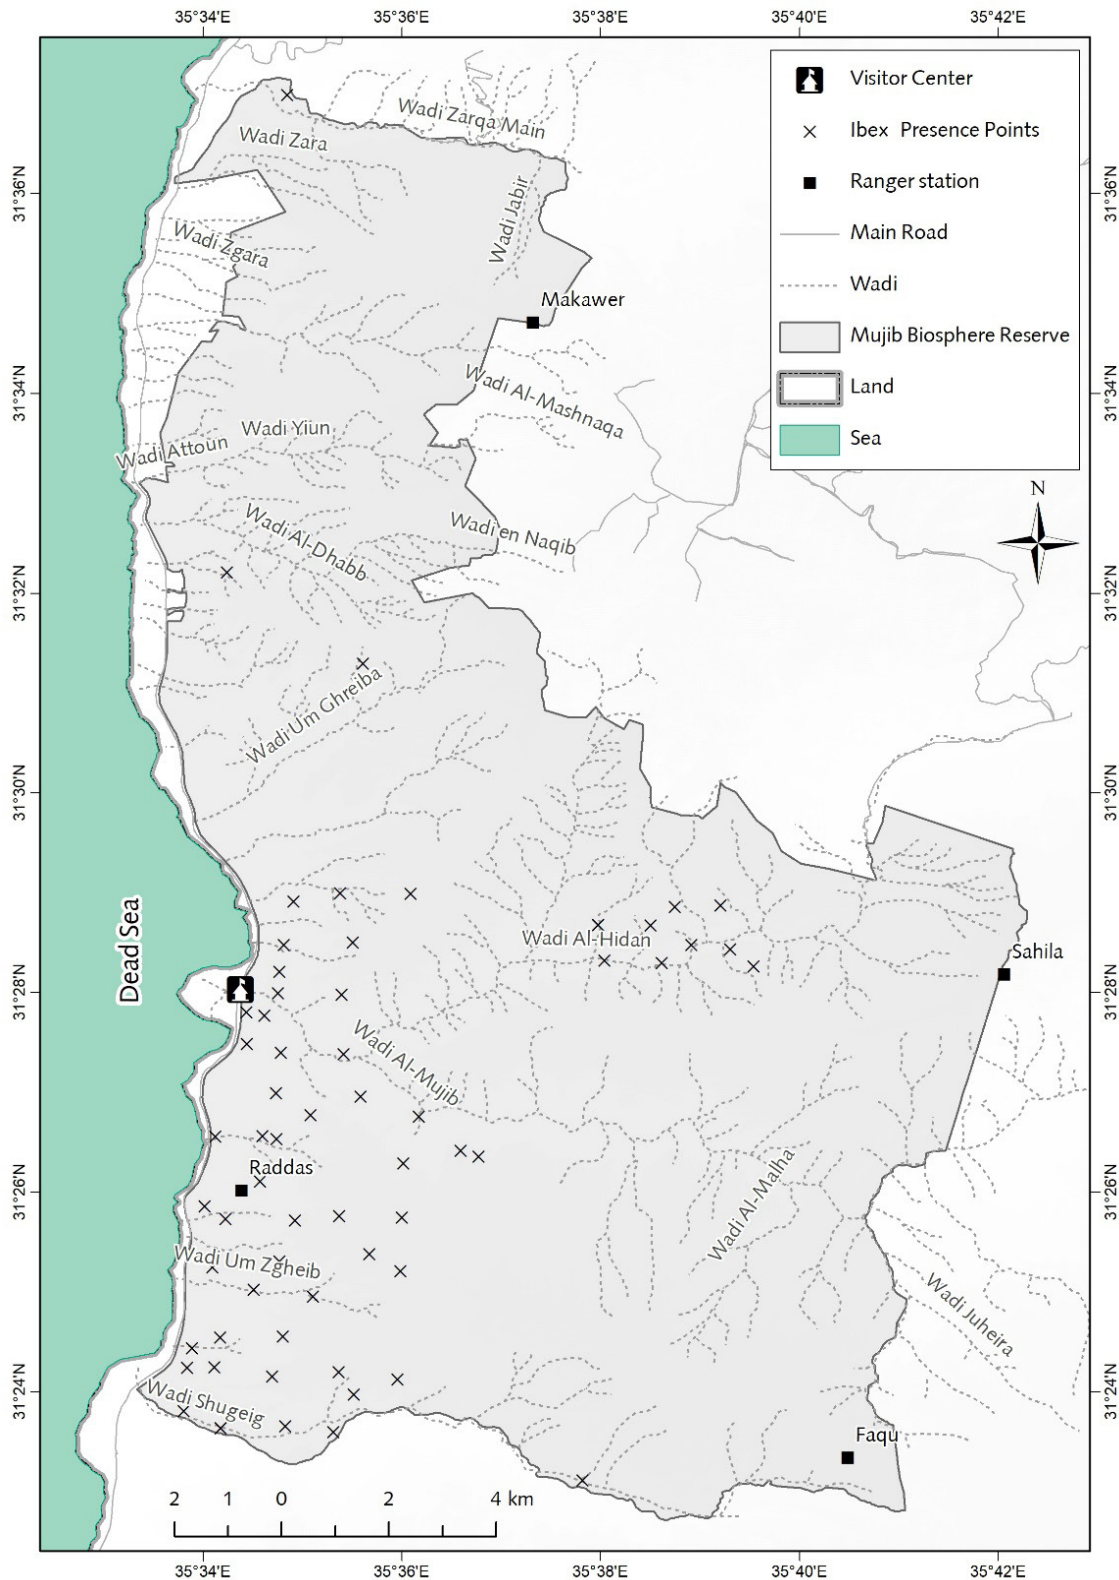 35°34'E 35°36'E 35°38'E 35°40'E 35°42'E
Visitor Center
Ibex Presence Points
Ranger station
Main Road
Wadi
Mujib Biosphere Reserve
Land
Sea
N
31°36'N
31°34'N
31°32'N
31°30'N
31°28'N
31°26'N
31°24'N
31°36'N
31°34'N
31°32'N
31°30'N
31°28'N
31°26'N
31°24'N
Wadi Zarqa Main
Wadi Zara
Wadi Jabir
Wadi Zgara
Makawer
Wadi Al-Mashnaqa
Wadi Yiun
Wadi Attoun
Wadi Al-Dhabb
Wadi en Naqib
Wadi Um Ghreiba
Dead Sea
Wadi Al-Hidan
Sahila
Wadi Al-Mujib
Raddas
Wadi Al-Malha
Wadi Um Zgheib
Wadi Juheira
Wadi Shugeig
Faqu
2 1 0 2 4 km
35°34'E 35°36'E 35°38'E 35°40'E 35°42'E